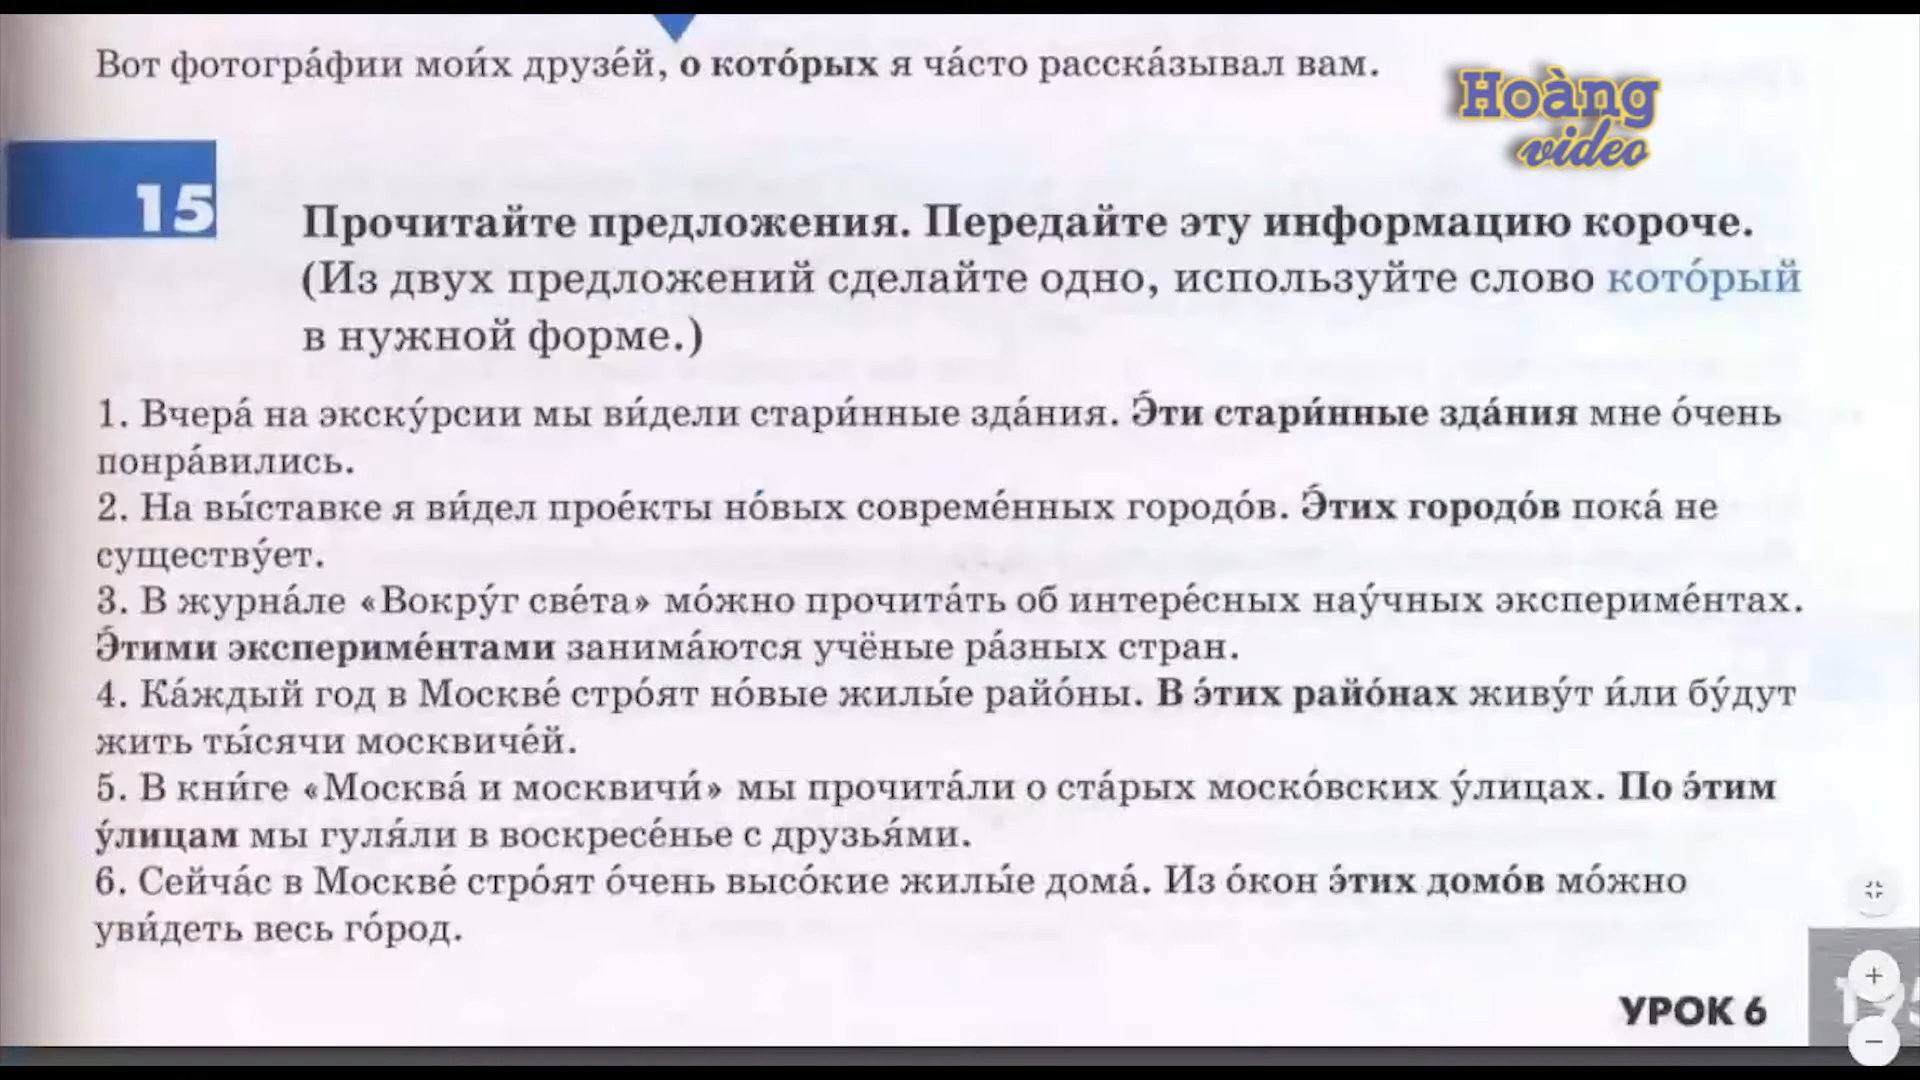 Вот фотогра́фии мои́х друзе́й, о кото́рых я ча́сто расска́зывал вам.
Hoàng
video
15
Прочитайте предложения. Передайте эту информацию короче.
(Из двух предложений сделайте одно, используйте слово кото́рый
в нужной форме.)
1. Вчера́ на экску́рсии мы ви́дели стари́нные зда́ния. Э́ти стари́нные зда́ния мне о́чень
понра́вились.
2. На вы́ставке я ви́дел прое́кты но́вых совреме́нных городо́в. Э́тих городо́в пока́ не
существу́ет.
3. В журна́ле «Вокру́г све́та» мо́жно прочита́ть об интере́сных нау́чных экспериме́нтах.
Э́тими экспериме́нтами занима́ются учёные ра́зных стран.
4. Ка́ждый год в Москве́ стро́ят но́вые жилы́е райо́ны. В э́тих райо́нах живу́т и́ли бу́дут
жить ты́сячи москвиче́й.
5. В кни́ге «Москва́ и москвичи́» мы прочита́ли о ста́рых моско́вских у́лицах. По э́тим
у́лицам мы гуля́ли в воскресе́нье с друзья́ми.
6. Сейча́с в Москве́ стро́ят о́чень высо́кие жилы́е дома́. Из о́кон э́тих домо́в мо́жно
уви́деть весь го́род.
УРОК 6